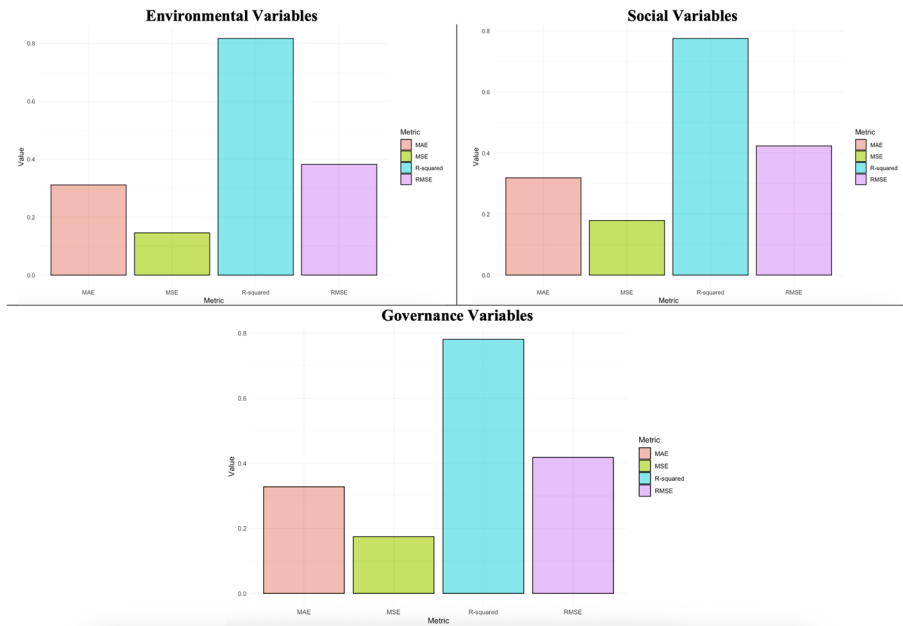 Environmental Variables
0.8
0.6
0.4
0.2
0.0
Value
MAE
MSE
R-squared
RMSE
Metric
Metric
MAE
MSE
R-squared
RMSE
Social Variables
0.8
0.6
0.4
0.2
0.0
Value
MAE
MSE
R-squared
RMSE
Metric
Metric
MAE
MSE
R-squared
RMSE
Governance Variables
0.8
0.6
0.4
0.2
0.0
Value
MAE
MSE
R-squared
RMSE
Metric
Metric
MAE
MSE
R-squared
RMSE